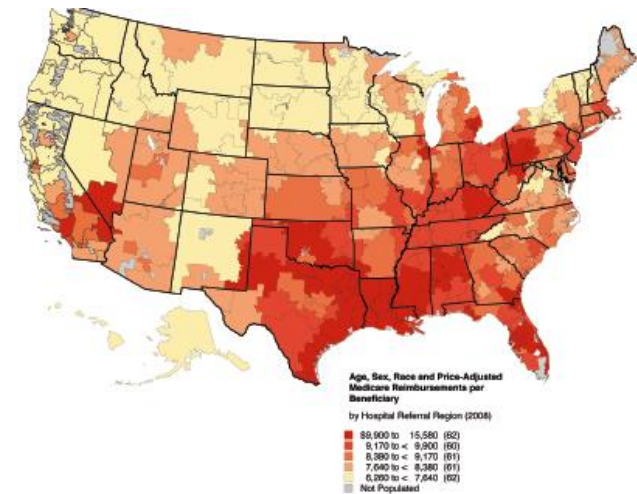 Age, Sex, Race and Price-Adjusted
Medicare Reimbursements per
Beneficiary
by Hospital Referral Region (2008)
$9,900 to 15,580 (62)
9,170 to < 9,900 (60)
8,380 to < 9,170 (61)
7,640 to < 8,380 (61)
6,260 to < 7,640 (62)
Not Populated